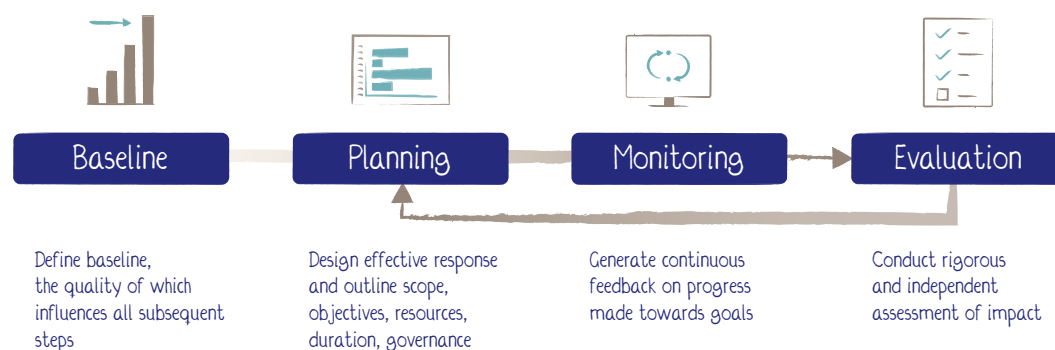 Baseline
Planning
Monitoring
Evaluation
Define baseline,
the quality of which
influences all subsequent
steps
Design effective response
and outline scope,
objectives, resources,
duration, governance
Generate continuous
feedback on progress
made towards goals
Conduct rigorous
and independent
assessment of impact